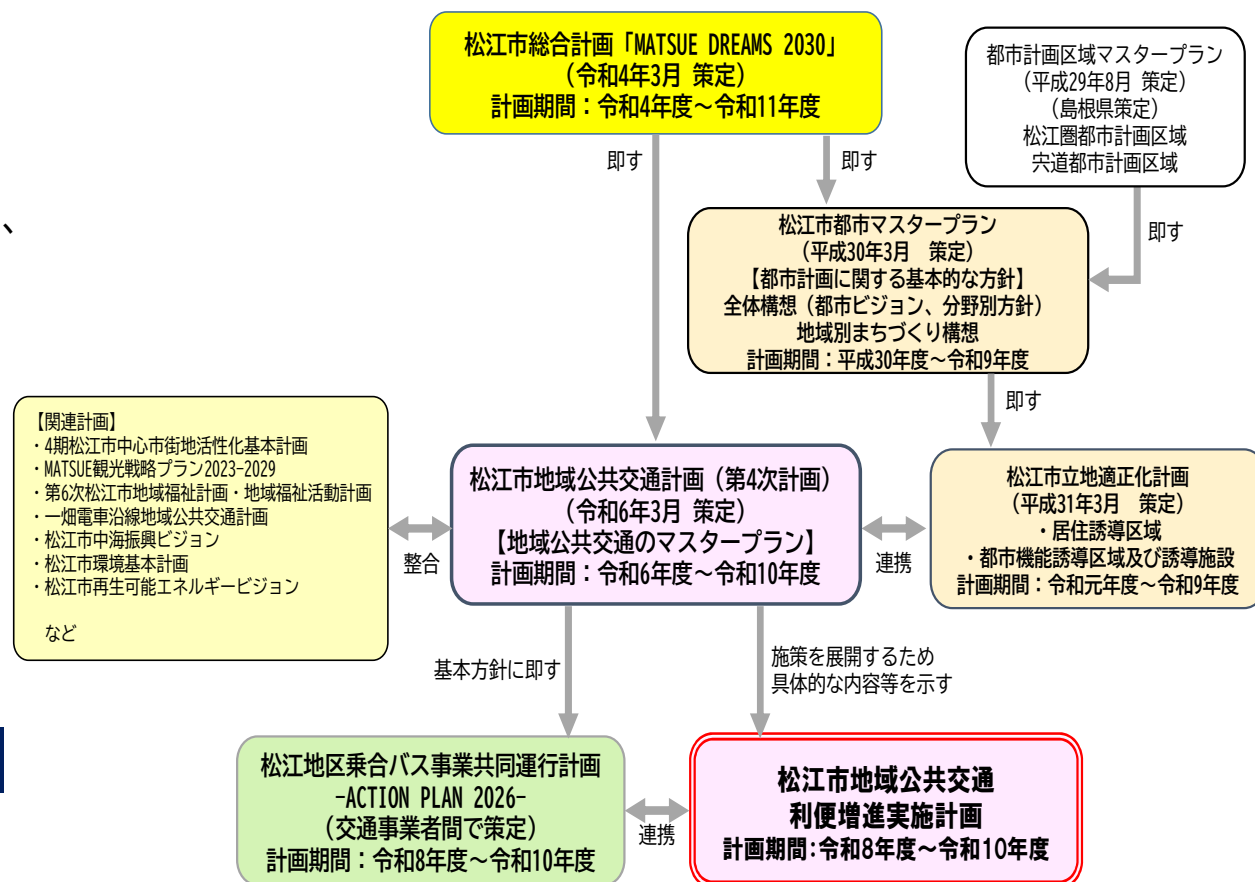 松江市総合計画「MATSUE DREAMS 2030」
(令和4年3月 策定)
計画期間：令和4年度～令和11年度
都市計画区域マスタープラン
(平成29年8月 策定)
(島根県策定)
松江圏都市計画区域
宍道都市計画区域
即す
即す
、
即す
松江市都市マスタープラン
(平成30年3月　策定)
【都市計画に関する基本的な方針】
全体構想（都市ビジョン、分野別方針）
地域別まちづくり構想
計画期間：平成30年度～令和9年度
即す
【関連計画】
・4期松江市中心市街地活性化基本計画
・MATSUE観光戦略プラン2023-2029
・第6次松江市地域福祉計画・地域福祉活動計画
・一畑電車沿線地域公共交通計画
・松江市中海振興ビジョン
・松江市環境基本計画
・松江市再生可能エネルギービジョン
など
整合
松江市地域公共交通計画（第4次計画）
(令和6年3月 策定)
【地域公共交通のマスタープラン】
計画期間：令和6年度～令和10年度
連携
松江市立地適正化計画
(平成31年3月　策定)
・居住誘導区域
・都市機能誘導区域及び誘導施設
計画期間：令和元年度～令和9年度
基本方針に即す
施策を展開するため
具体的な内容等を示す
松江地区乗合バス事業共同運行計画
-ACTION PLAN 2026-
(交通事業者間で策定)
計画期間：令和8年度～令和10年度
連携
松江市地域公共交通
利便増進実施計画
計画期間：令和8年度～令和10年度